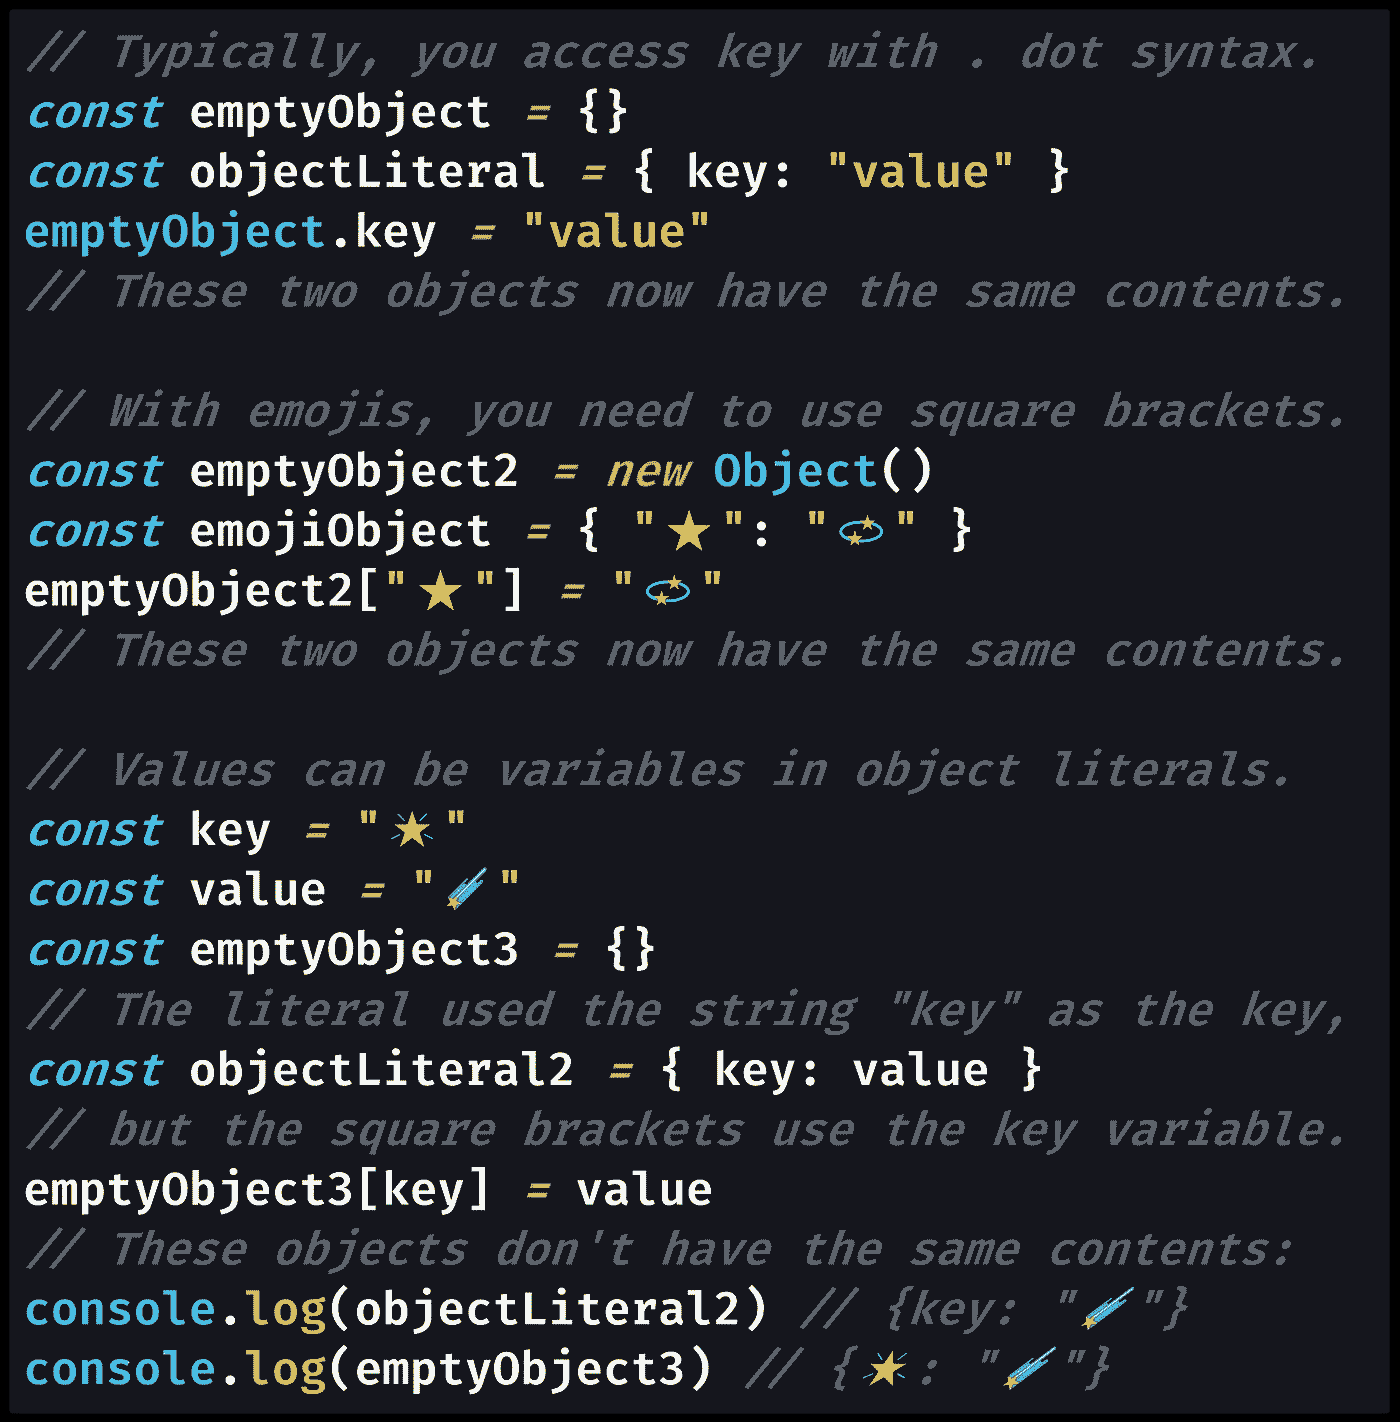 // Typically, you access key with . dot syntax.
const emptyObject = {}
const objectLiteral = { key: "value" }
emptyObject.key = "value"
// These two objects now have the same contents.
// With emojis, you need to use square brackets.
const emptyObject2 = new Object()
const emojiObject = { "⭐": "💫" }
emptyObject2["⭐"] = "💫"
// These two objects now have the same contents.
// Values can be variables in object literals.
const key = "🌟"
const value = "☄️"
const emptyObject3 = {}
// The literal used the string "key" as the key,
const objectLiteral2 = { key: value }
// but the square brackets use the key variable.
emptyObject3[key] = value
// These objects don't have the same contents:
console.log(objectLiteral2) // {key: "☄️"}
console.log(emptyObject3) // {🌟: "☄️"}